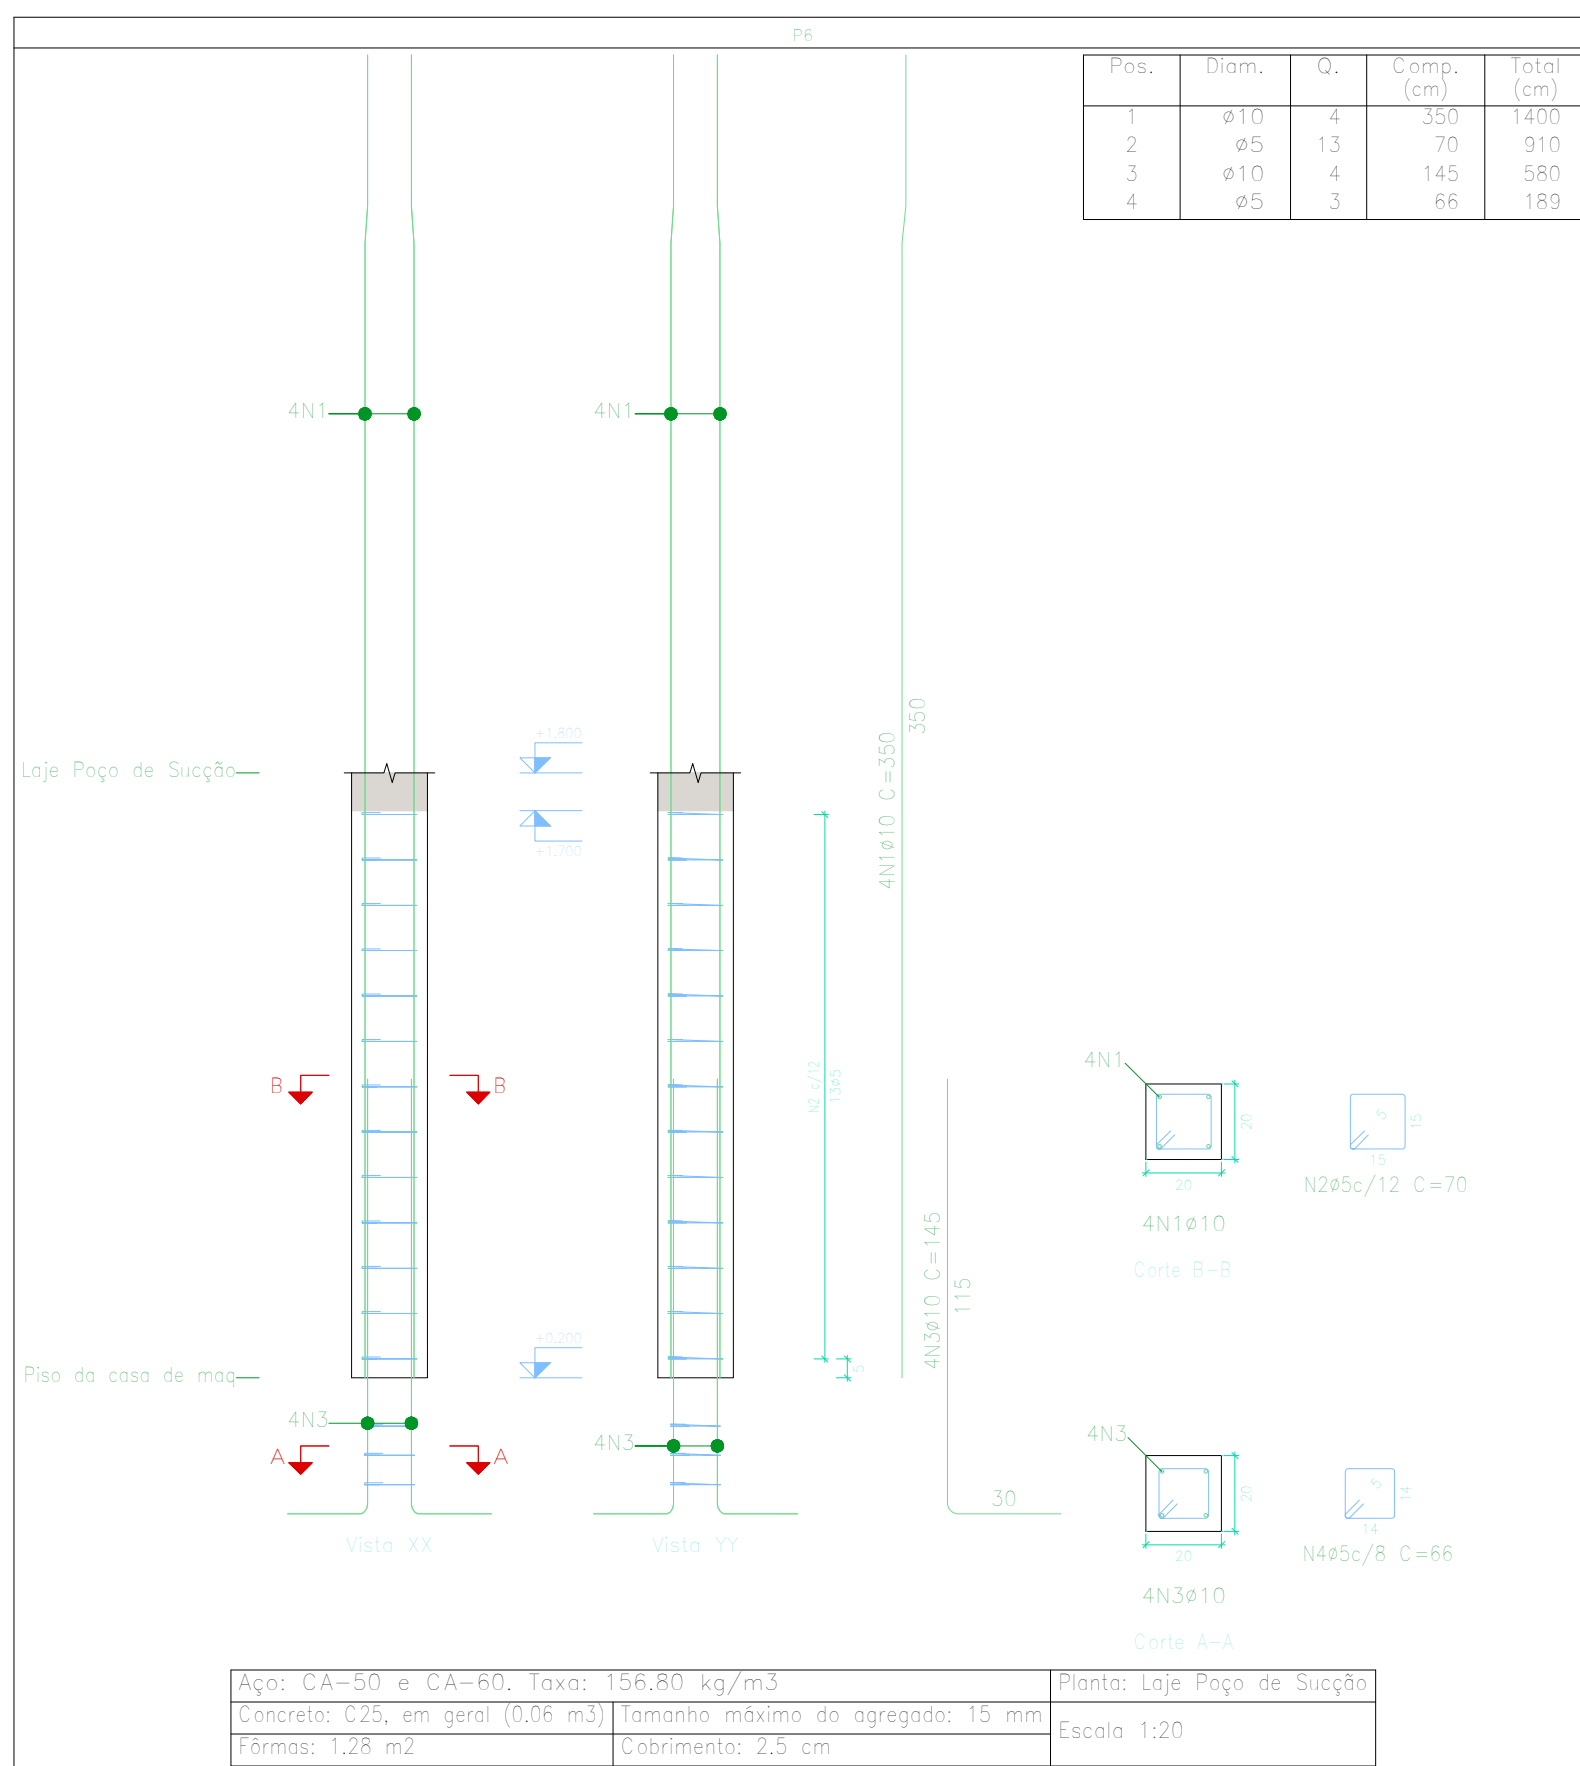 P6
Pos. Diam. Q. Comp. (cm) Total (cm)
1 ø10 4 350 1400
2 ø5 13 70 910
3 ø10 4 145 580
4 ø5 3 66 189
4N1
4N1
4N1ø10 C=350
350
+1.800
Laje Poço de Sucção
+1.700
B
B
N2 c/12
13ø5
4N1
20
20
4N1ø10
Corte B-B
5
15
15
N2ø5c/12 C=70
4N3ø10 C=145
115
+0.200
5
Piso da casa de maq
4N3
4N3
A
A
30
Vista XX
Vista YY
4N3
20
20
4N3ø10
Corte A-A
5
14
14
N4ø5c/8 C=66
Aço: CA-50 e CA-60. Taxa: 156.80 kg/m3
Planta: Laje Poço de Sucção
Concreto: C25, em geral (0.06 m3)
Tamanho máximo do agregado: 15 mm
Escala 1:20
Fôrmas: 1.28 m2
Cobrimento: 2.5 cm